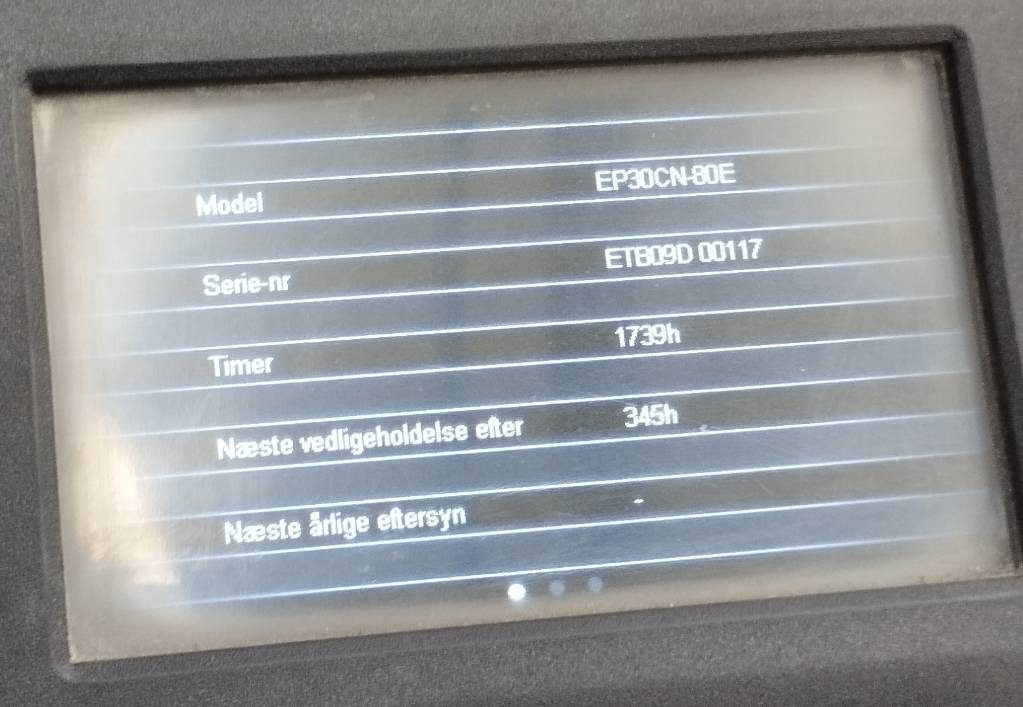 Model EP30CN-80E
Serie-nr ETB09D 00117
Timer 1739h
Næste vedligeholdelse efter 345h
Næste årlige eftersyn -